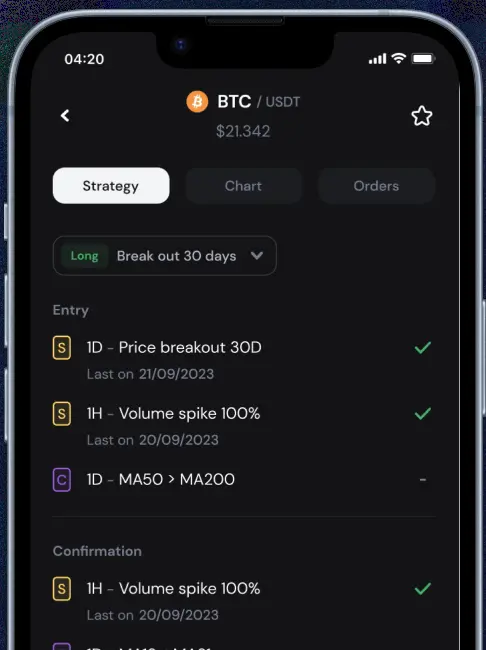 04:20
BTC / USDT
$21.342
Strategy
Chart
Orders
Long Break out 30 days
Entry
S 1D - Price breakout 30D
Last on 21/09/2023
S 1H - Volume spike 100%
Last on 20/09/2023
C 1D - MA50 > MA200
-
Confirmation
S 1H - Volume spike 100%
Last on 20/09/2023